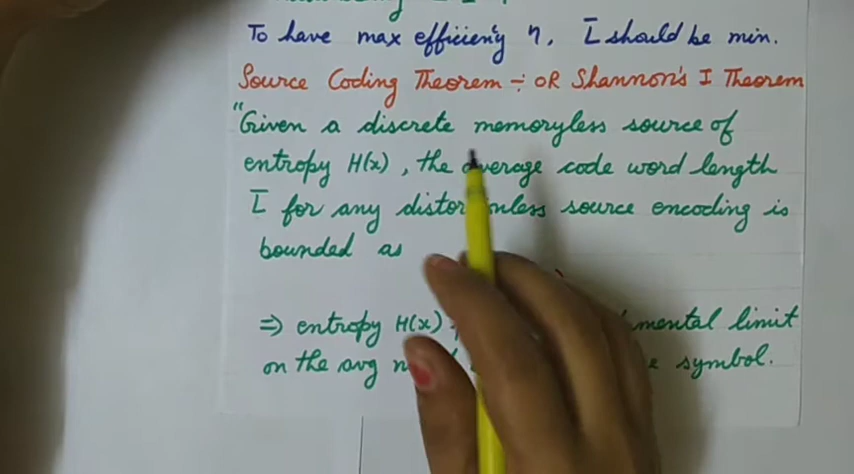 To have max efficiency η, L̄ should be min.
Source Coding Theorem ÷ OR Shannon's I Theorem
"Given a discrete memoryless source of
entropy H(x), the average code word length
L̄ for any distortionless source encoding is
bounded as
⇒ entropy H(x) mental limit
on the avg symbol.